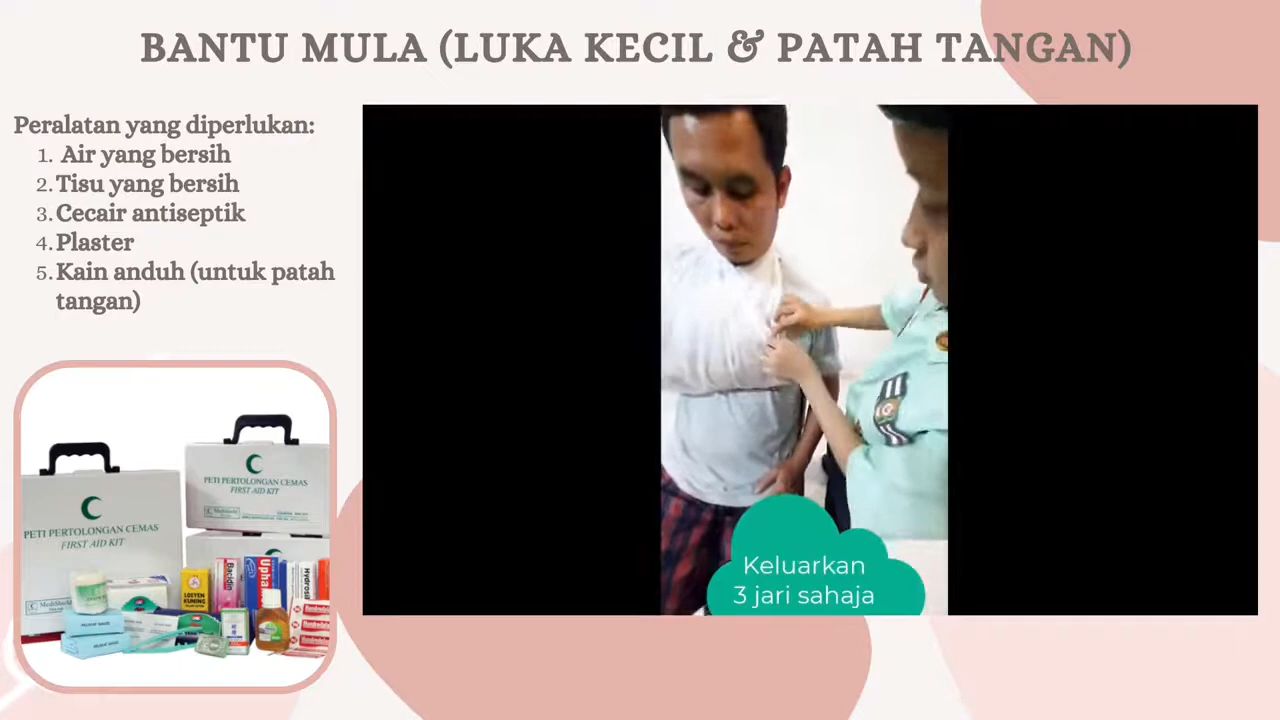 BANTU MULA (LUKA KECIL & PATAH TANGAN)
Peralatan yang diperlukan:
1. Air yang bersih
2. Tisu yang bersih
3. Cecair antiseptik
4. Plaster
5. Kain anduh (untuk patah
tangan)
Keluarkan
3 jari sahaja
PETI PERTOLONGAN CEMAS
FIRST AID KIT
PETI PERTOLONGAN CEMAS
FIRST AID KIT
LOSYEN
KUNING